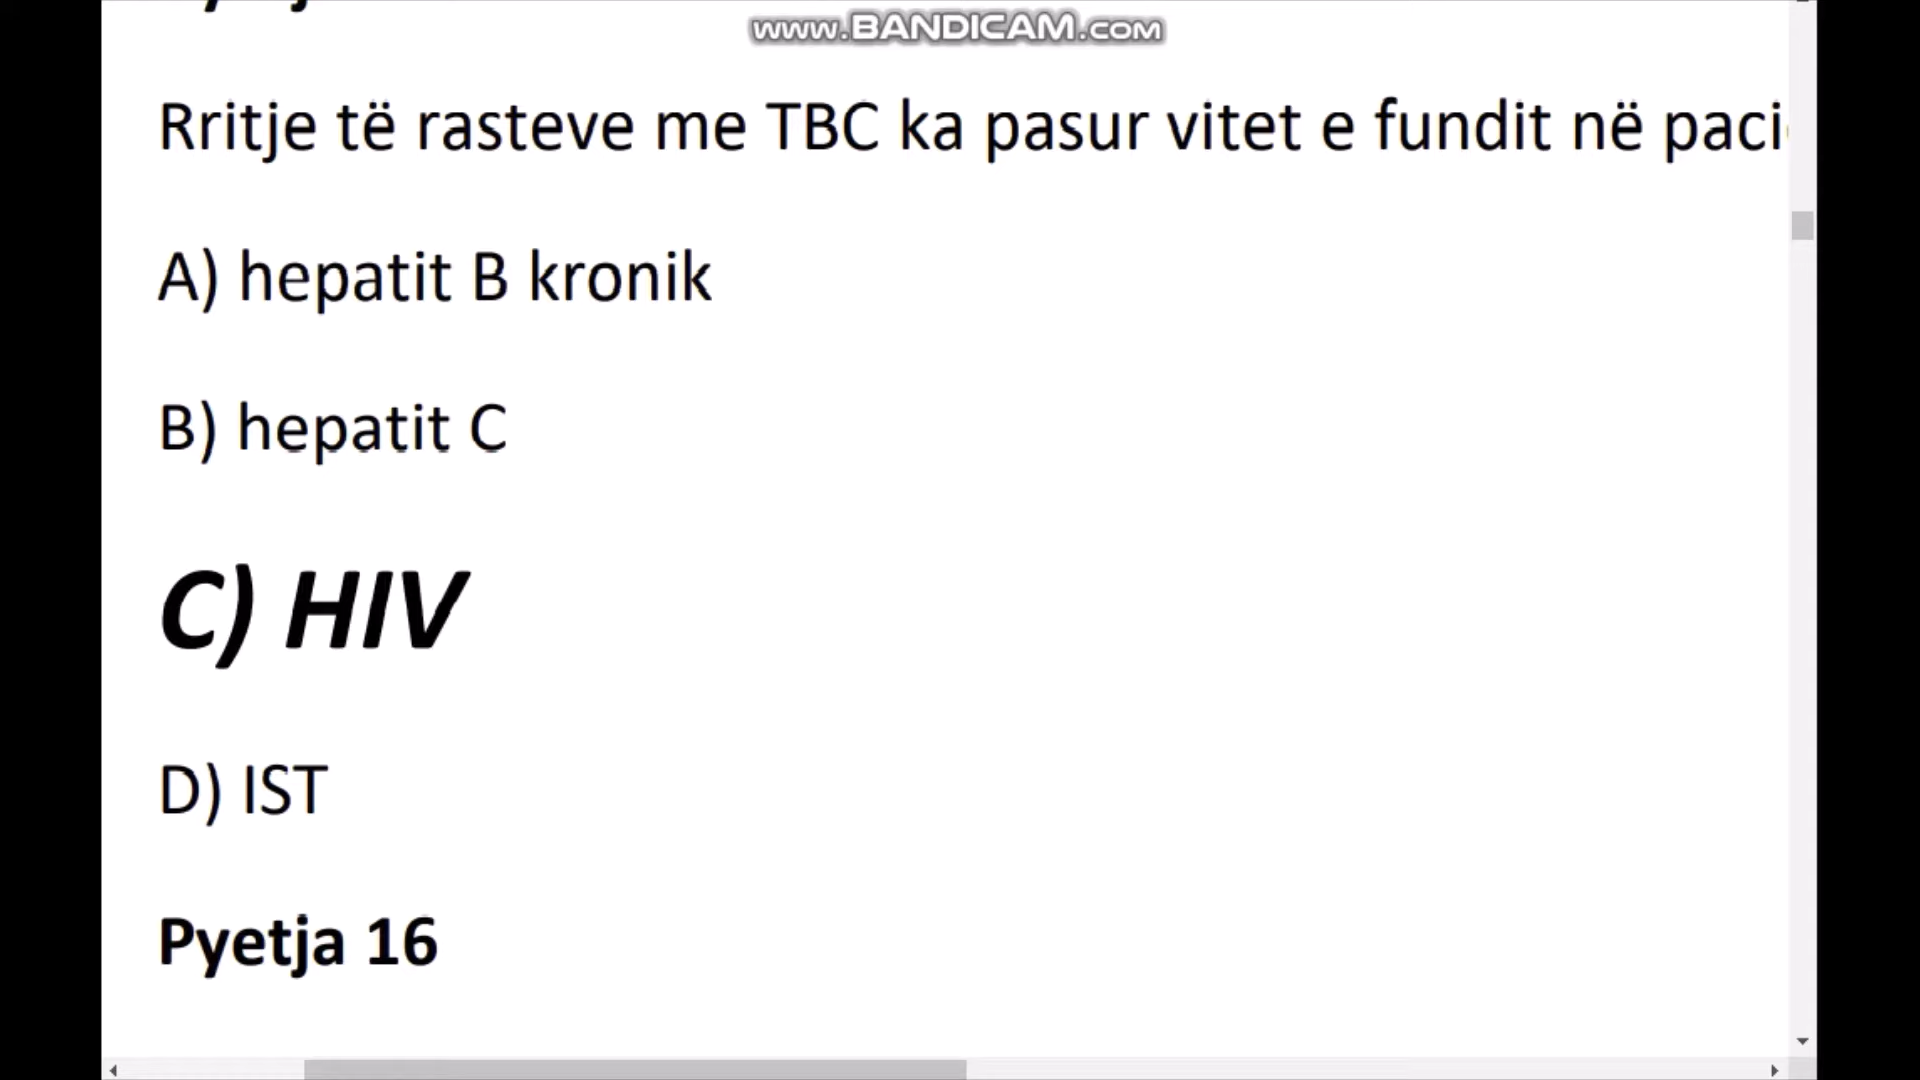 www.BANDICAM.com
Rritje të rasteve me TBC ka pasur vitet e fundit në
A) hepatit B kronik
B) hepatit C
C) HIV
D) IST
Pyetja 16